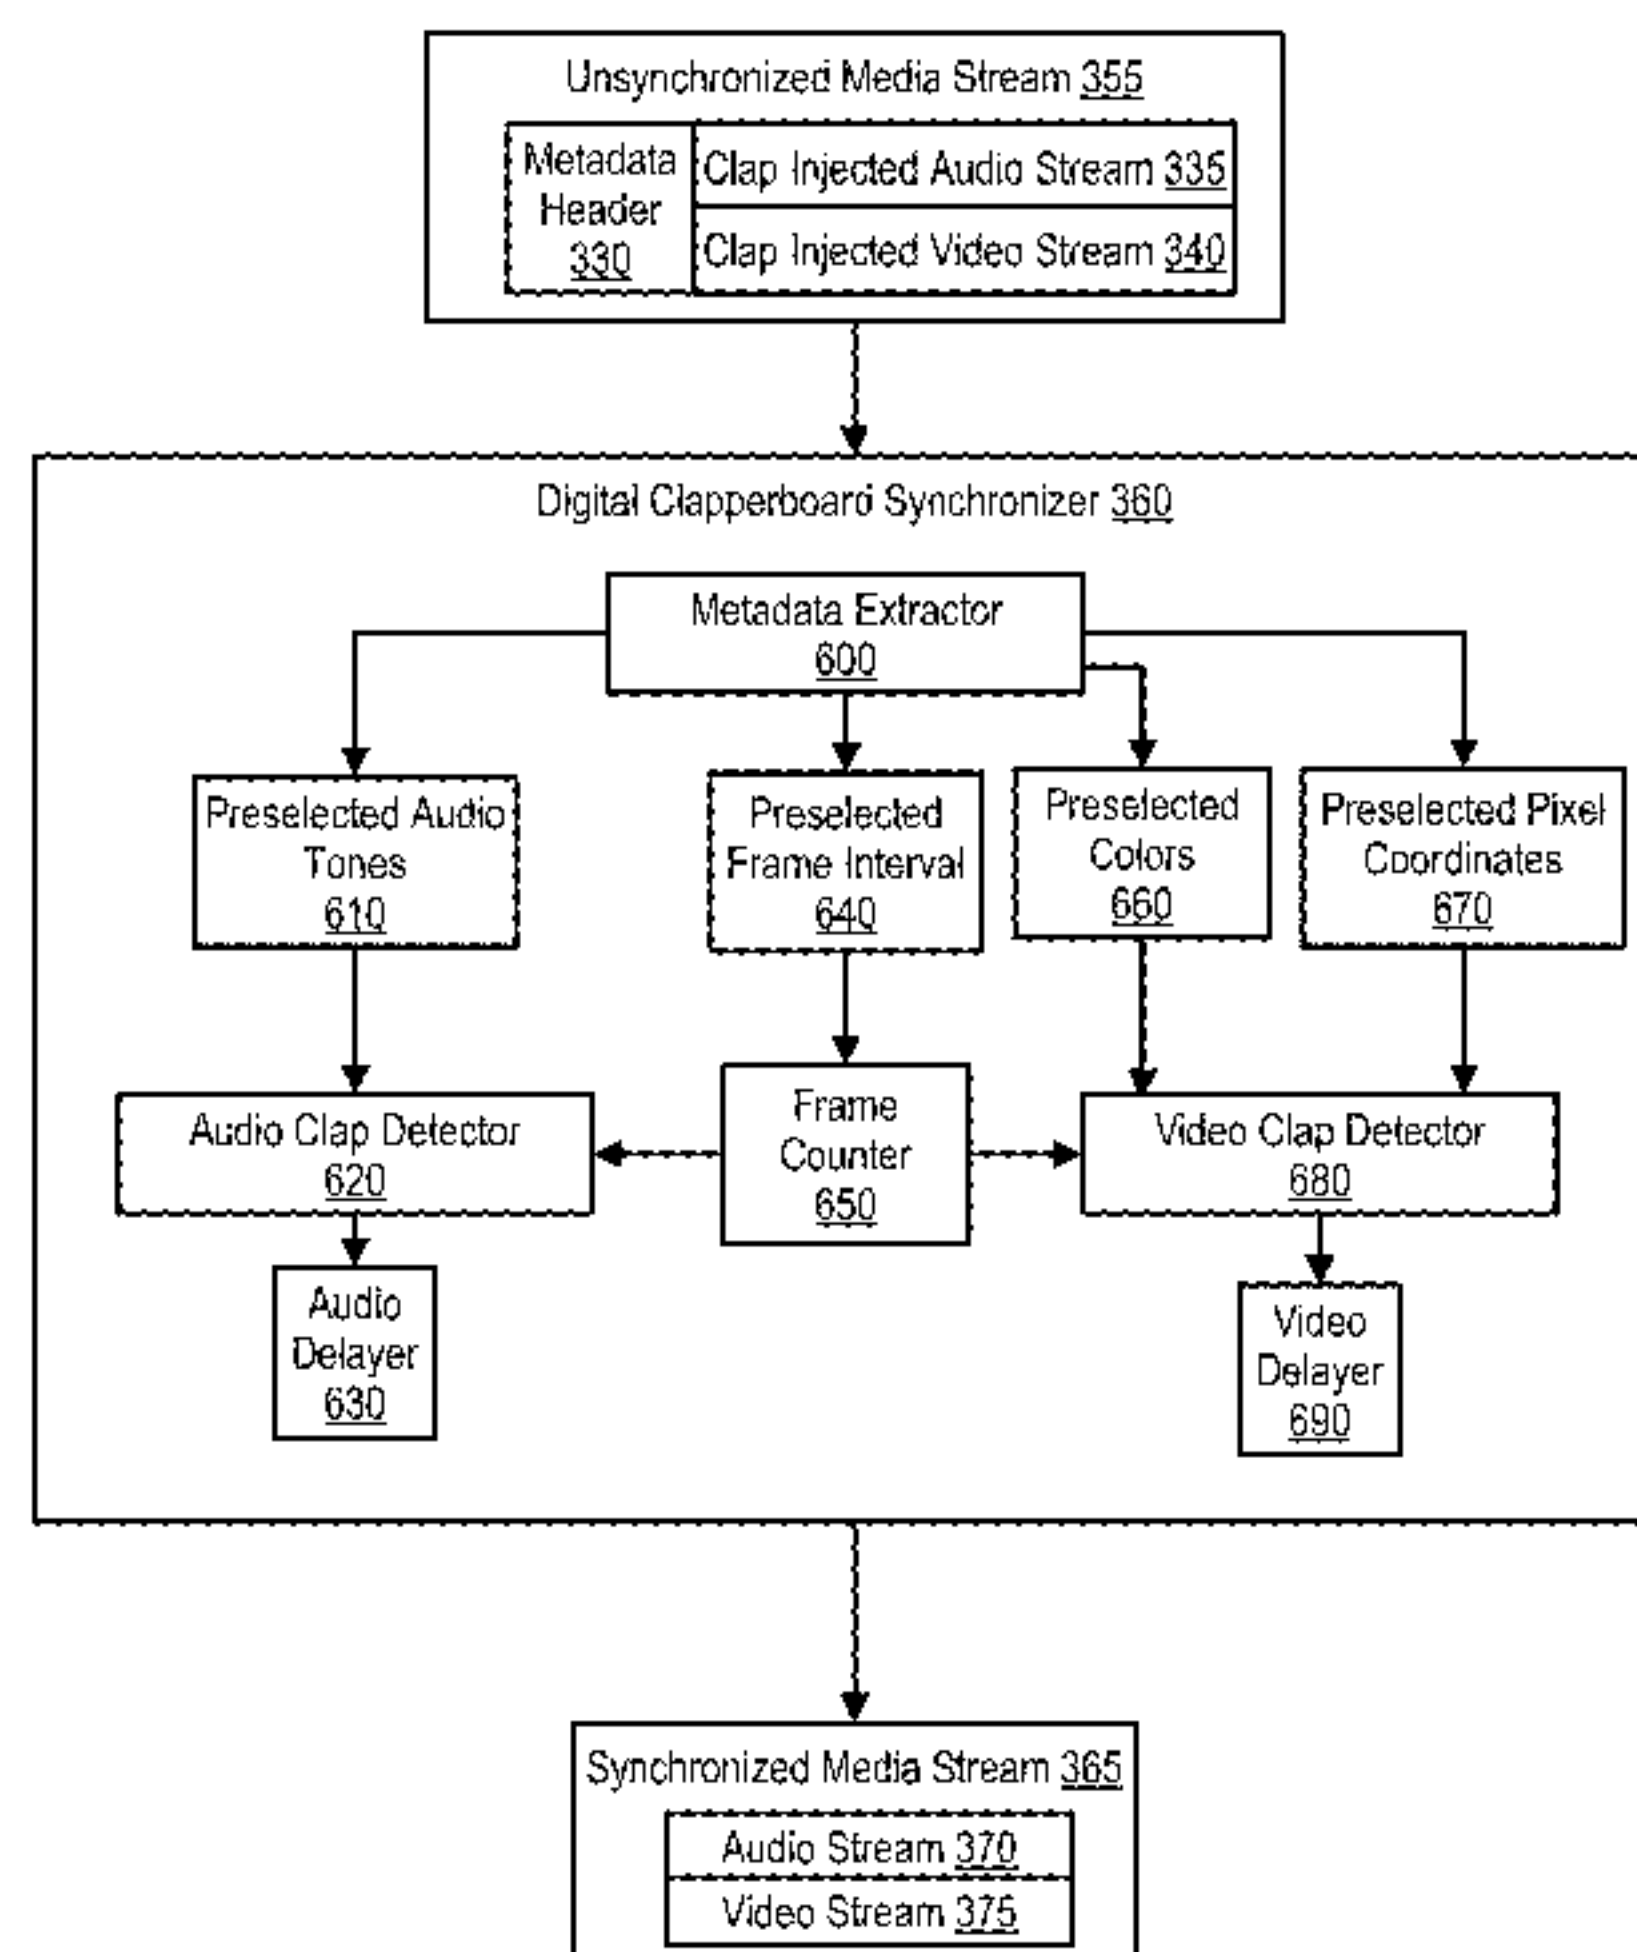 Unsynchronized Media Stream 355
Metadata
Header
330
Clap Injected Audio Stream 335
Clap Injected Video Stream 340
Digital Clapperboard Synchronizer 360
Metadata Extractor
600
Preselected Audio
Tones
610
Preselected
Frame Interval
640
Preselected
Colors
660
Preselected Pixel
Coordinates
670
Audio Clap Detector
620
Frame
Counter
650
Video Clap Detector
680
Audio
Delayer
630
Video
Delayer
690
Synchronized Media Stream 365
Audio Stream 370
Video Stream 375